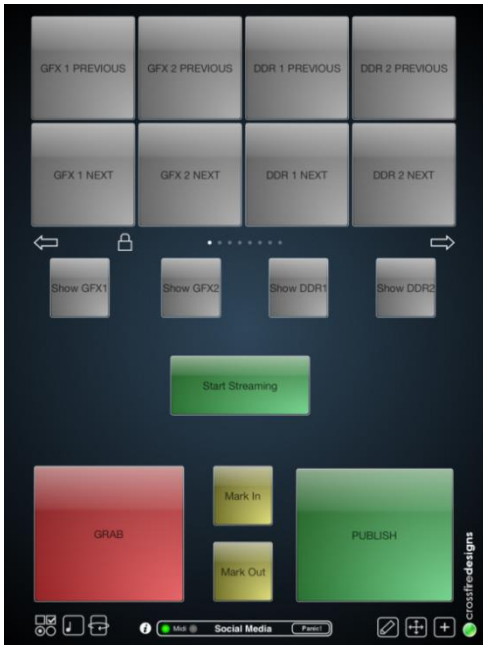 GFX 1 PREVIOUS GFX 2 PREVIOUS DDR 1 PREVIOUS DDR 2 PREVIOUS
GFX 1 NEXT GFX 2 NEXT DDR 1 NEXT DDR 2 NEXT
Show GFX1 Show GFX2 Show DDR1 Show DDR2
Start Streaming
Mark In
GRAB PUBLISH
Mark Out
crossfiredesigns
i Midi Social Media Panic!